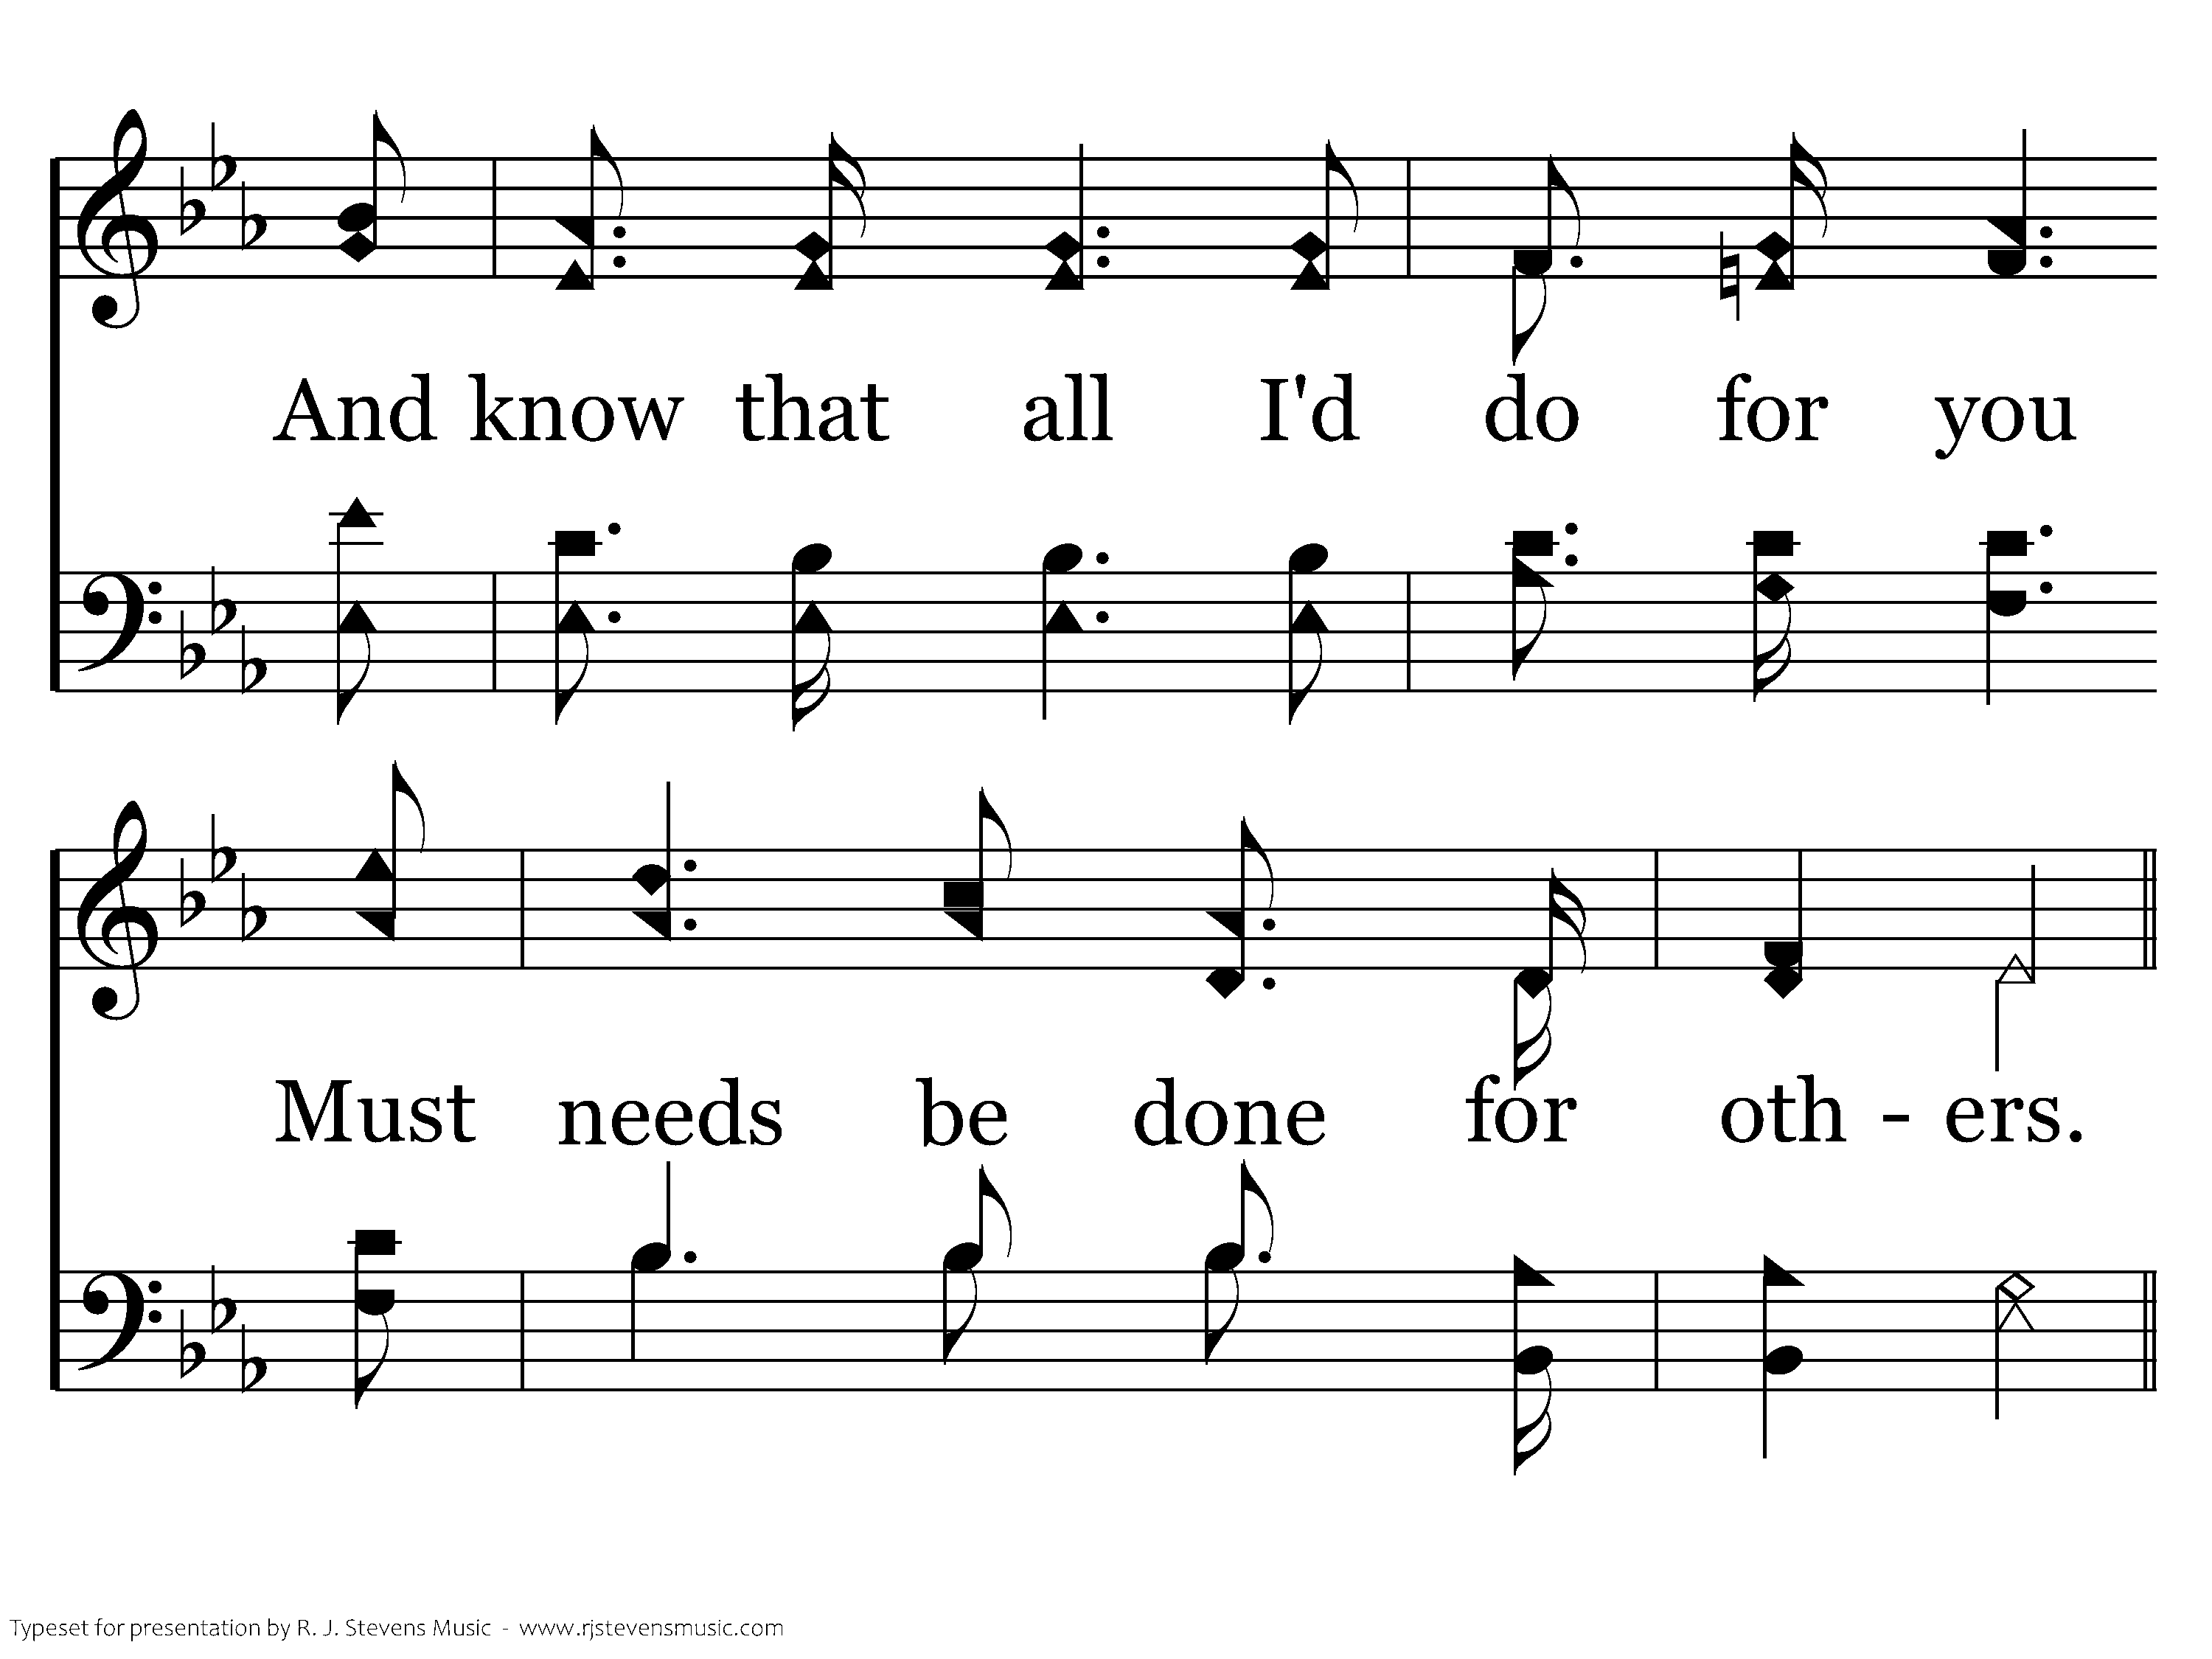 And know that all I'd do for you
Must needs be done for oth - ers.
Typeset for presentation by R. J. Stevens Music - www.rjstevensmusic.com